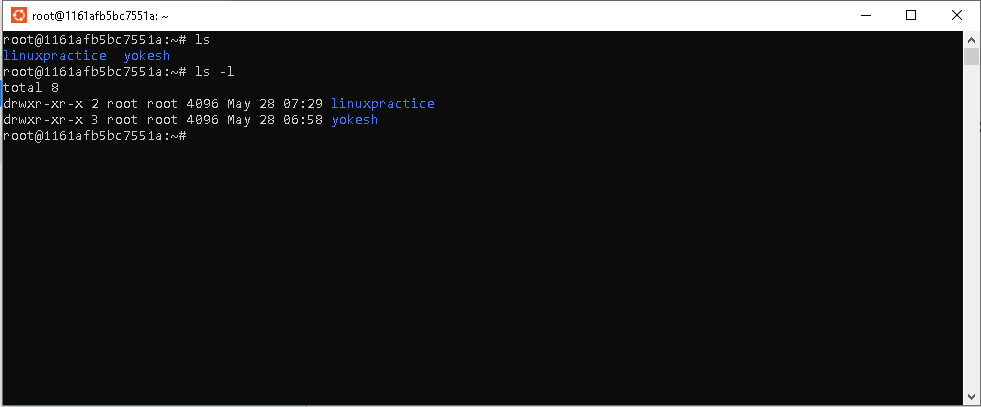 root@1161afb5bc7551a: ~
root@1161afb5bc7551a:~# ls
linuxpractice  yokesh
root@1161afb5bc7551a:~# ls -l
total 8
drwxr-xr-x 2 root root 4096 May 28 07:29 linuxpractice
drwxr-xr-x 3 root root 4096 May 28 06:58 yokesh
root@1161afb5bc7551a:~#